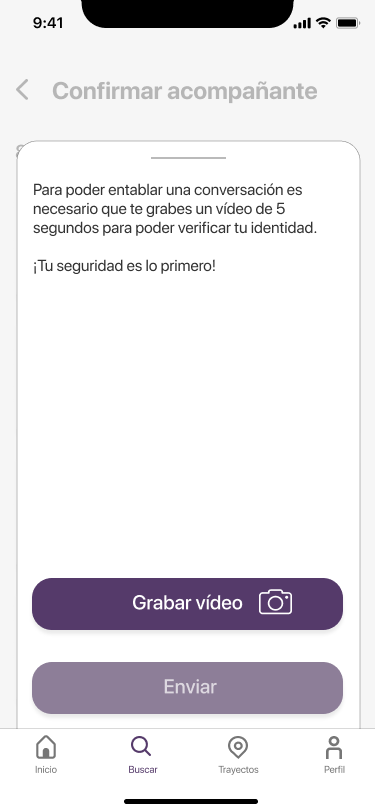 9:41
Confirmar acompañante
Para poder entablar una conversación es
necesario que te grabes un vídeo de 5
segundos para poder verificar tu identidad.
¡Tu seguridad es lo primero!
Grabar vídeo
Enviar
Inicio
Buscar
Trayectos
Perfil